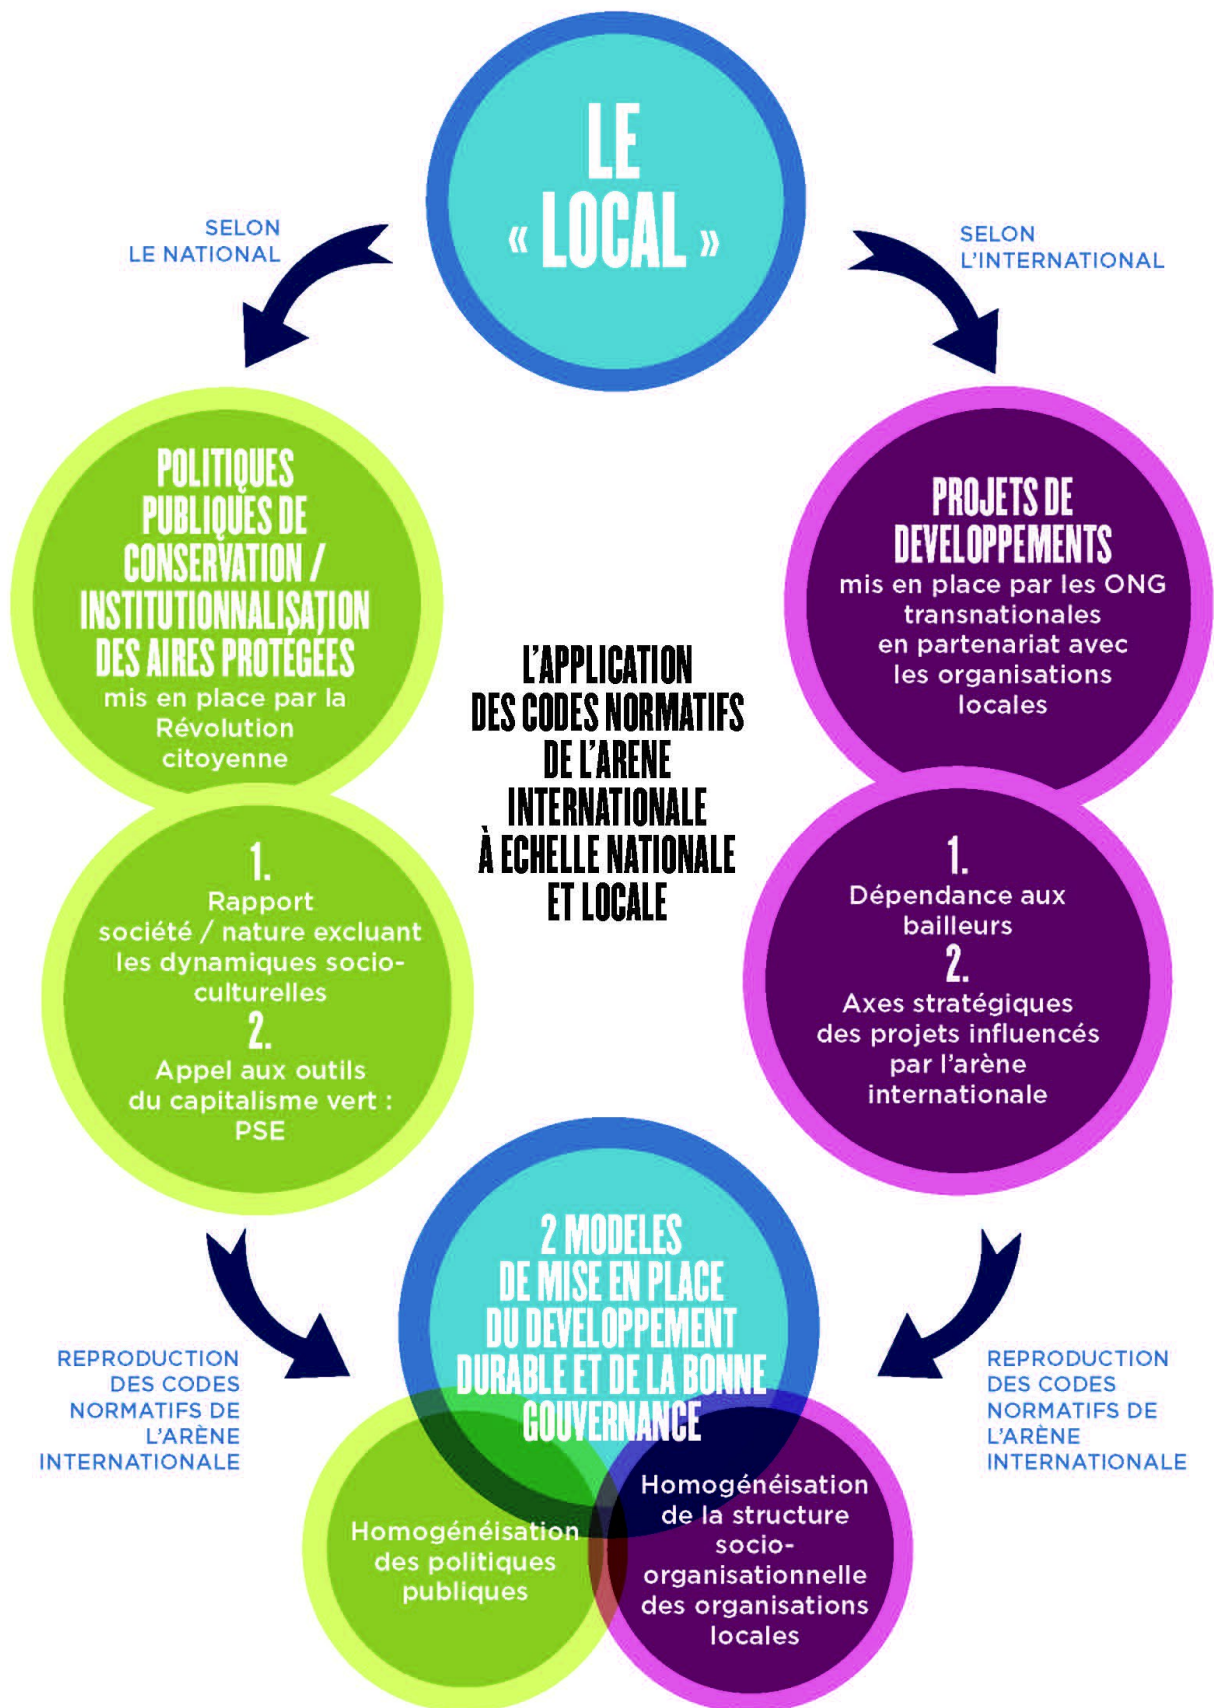 LE
« LOCAL »
SELON
LE NATIONAL
SELON
L'INTERNATIONAL
POLITIQUES
PUBLIQUES DE
CONSERVATION /
INSTITUTIONNALISATION
DES AIRES PROTÉGÉES
mis en place par la
Révolution
citoyenne
PROJETS DE
DEVELOPPEMENTS
mis en place par les ONG
transnationales
en partenariat avec
les organisations
locales
L'APPLICATION
DES CODES NORMATIFS
DE L'ARENE
INTERNATIONALE
À ECHELLE NATIONALE
ET LOCALE
1.
Rapport
société / nature excluant
les dynamiques socio-
culturelles
2.
Appel aux outils
du capitalisme vert :
PSE
1.
Dépendance aux
bailleurs
2.
Axes stratégiques
des projets influencés
par l'arène
internationale
2 MODELES
DE MISE EN PLACE
DU DEVELOPPEMENT
DURABLE ET DE LA BONNE
GOUVERNANCE
REPRODUCTION
DES CODES
NORMATIFS DE
L'ARÈNE
INTERNATIONALE
REPRODUCTION
DES CODES
NORMATIFS DE
L'ARÈNE
INTERNATIONALE
Homogénéisation
des politiques
publiques
Homogénéisation
de la structure
socio-
organisationnelle
des organisations
locales